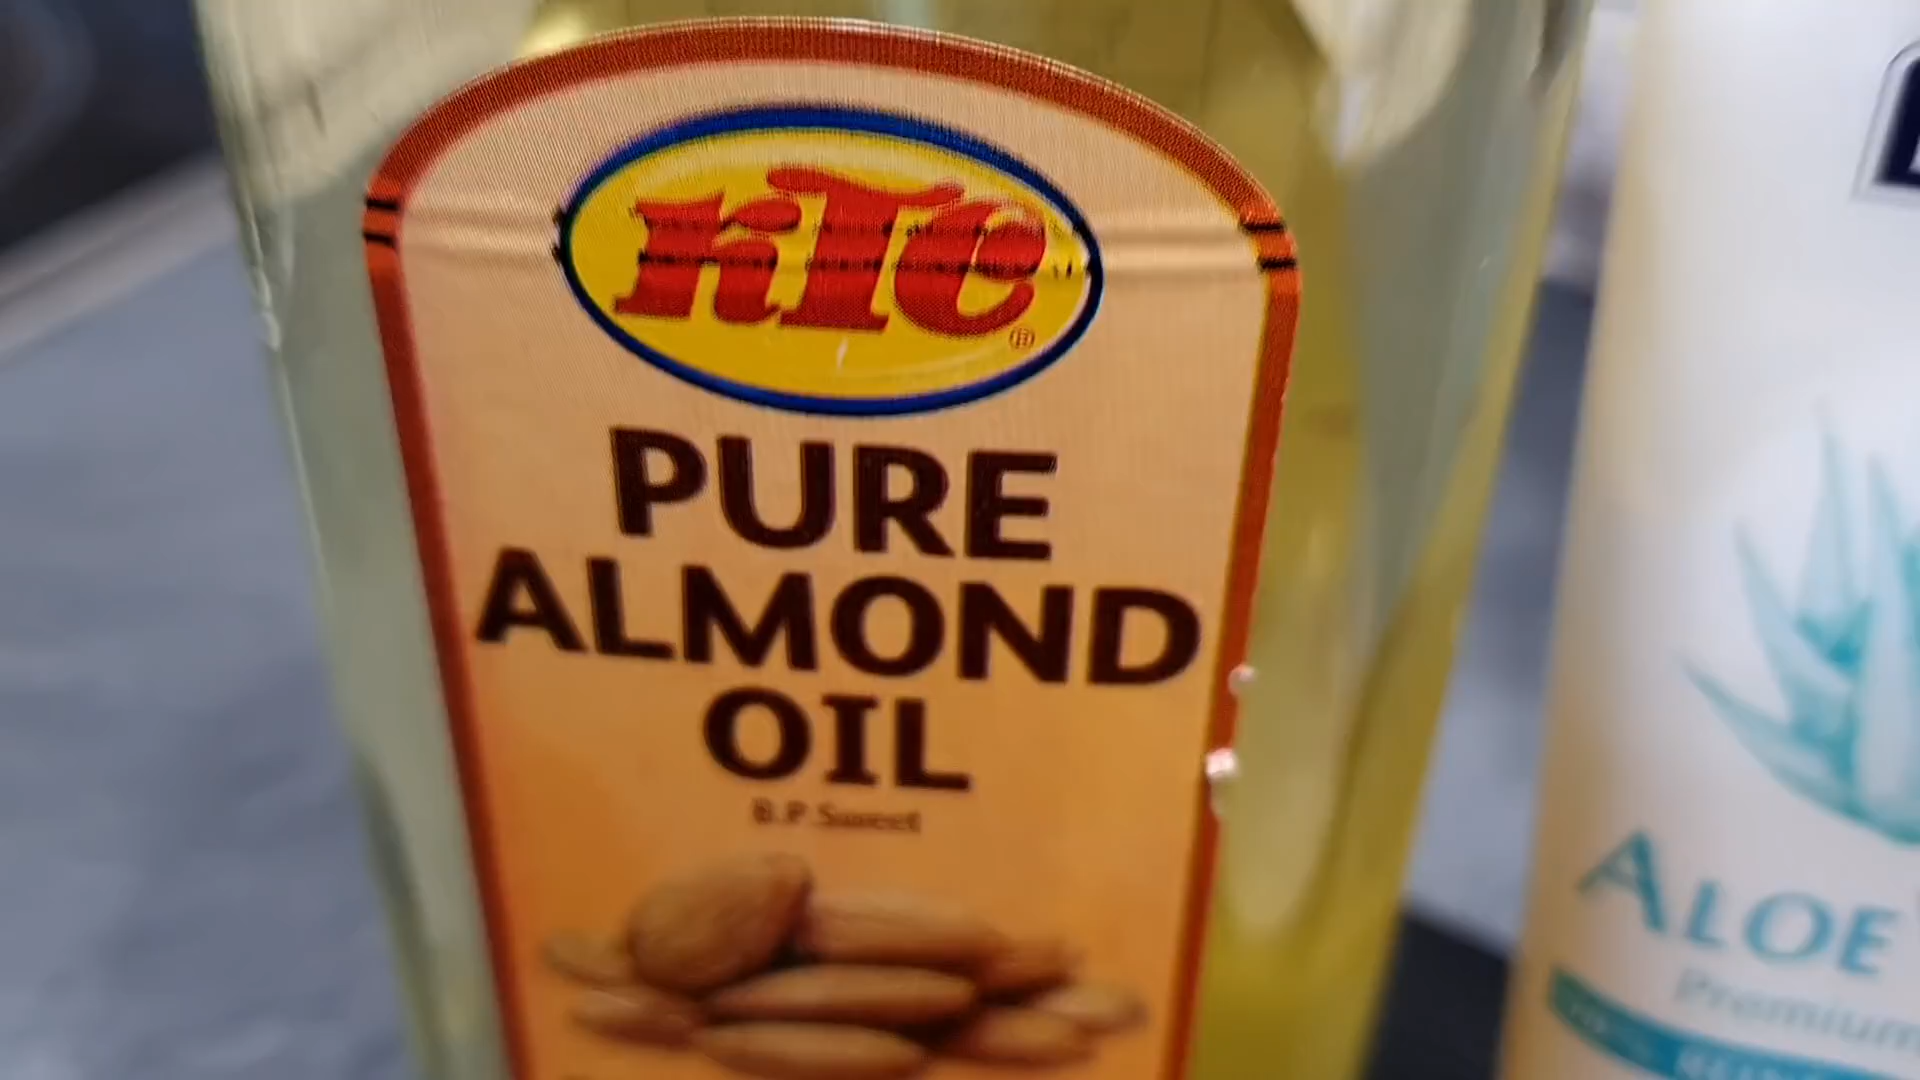 KTC
®
PURE
ALMOND
OIL
B.P. Sweet
ALOE
Premium